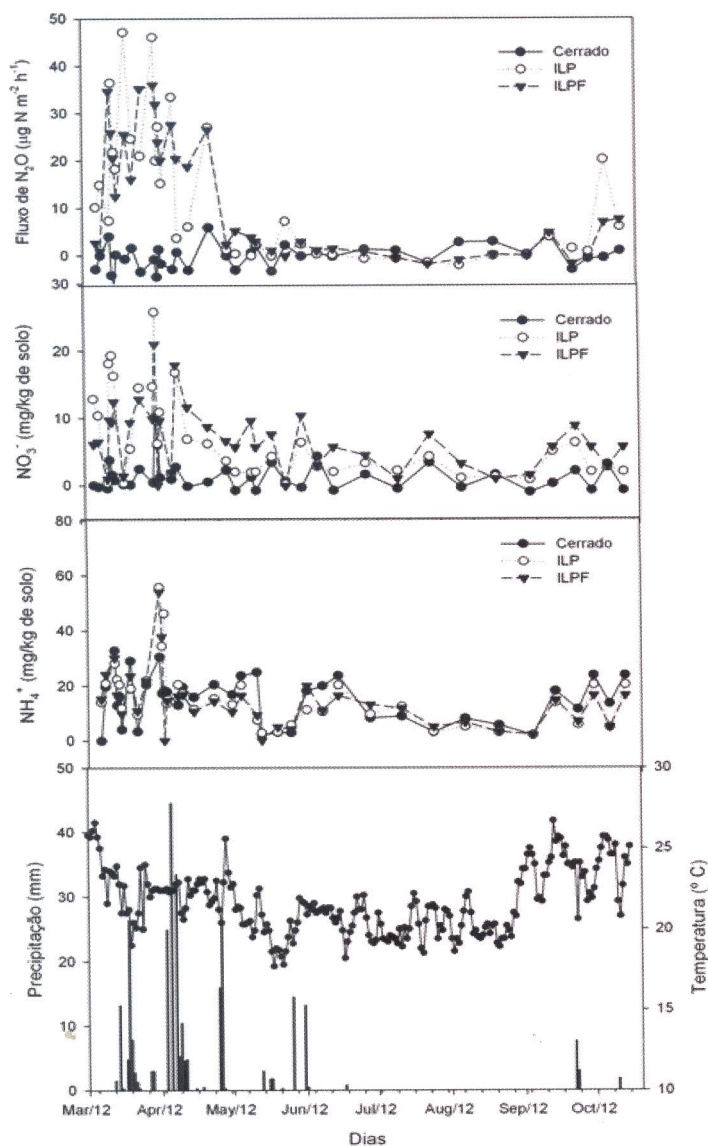 Fluxo de N₂O (µg N m⁻² h⁻¹)
50
40
30
20
10
0
30
Cerrado
ILP
ILPF
NO₃⁻ (mg/kg de solo)
20
10
0
80
Cerrado
ILP
ILPF
NH₄⁺ (mg/kg de solo)
60
40
20
0
50
Cerrado
ILP
ILPF
Precipitação (mm)
40
30
20
10
0
30
25
20
15
10
Temperatura (º C)
Mar/12 Apr/12 May/12 Jun/12 Jul/12 Aug/12 Sep/12 Oct/12
Dias